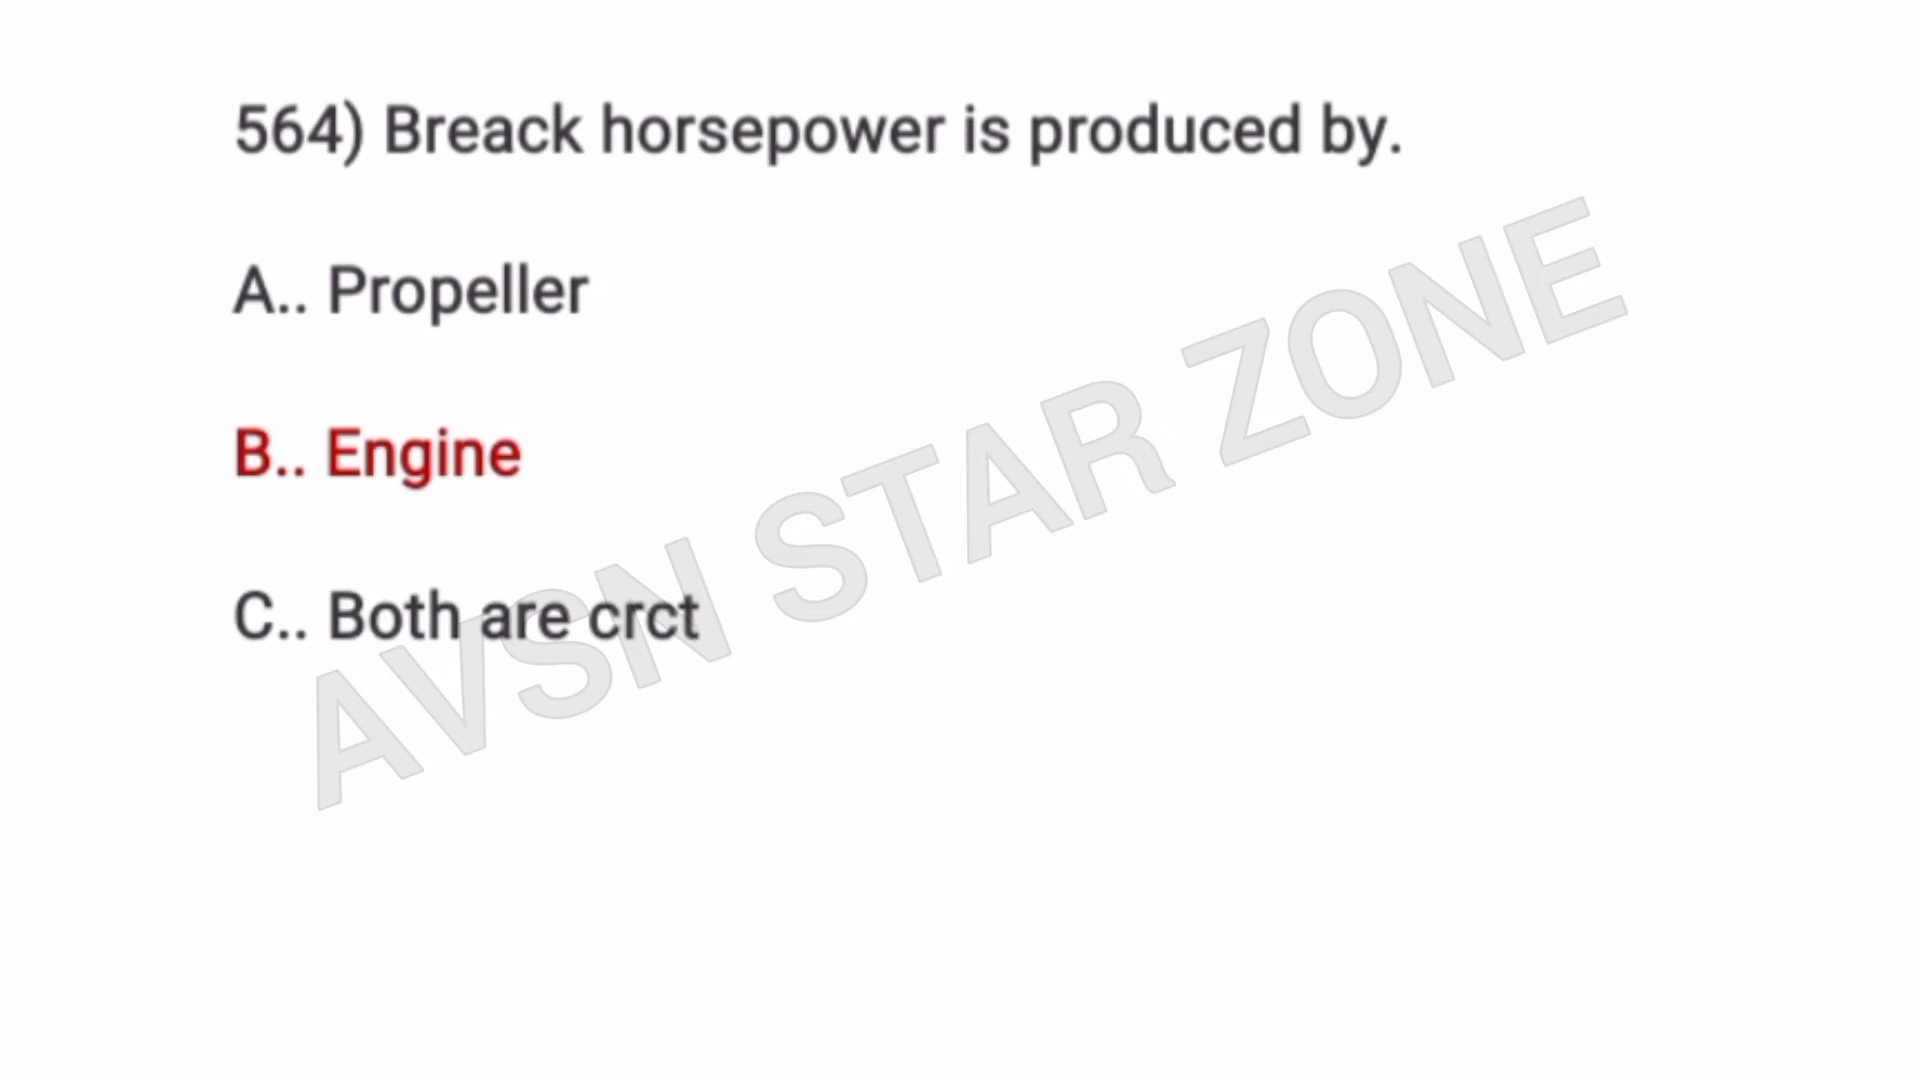 564) Breack horsepower is produced by.
A.. Propeller
B.. Engine
C.. Both are crct
AVSN STAR ZONE